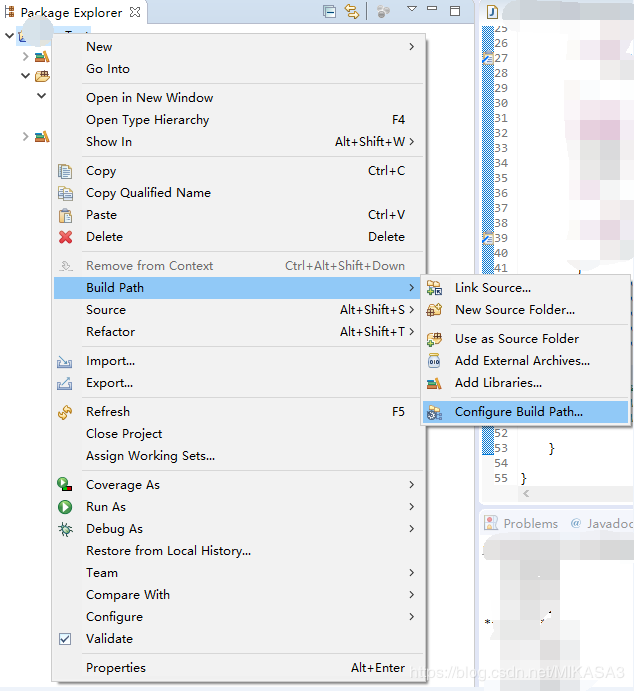 Package Explorer
New
Go Into
Open in New Window
Open Type Hierarchy F4
Show In Alt+Shift+W
Copy Ctrl+C
Copy Qualified Name
Paste Ctrl+V
Delete Delete
Remove from Context Ctrl+Alt+Shift+Down
Build Path
Source Alt+Shift+S
Refactor Alt+Shift+T
Import...
Export...
Refresh F5
Close Project
Assign Working Sets...
Coverage As
Run As
Debug As
Restore from Local History...
Team
Compare With
Configure
Validate
Properties Alt+Enter
Link Source...
New Source Folder...
Use as Source Folder
Add External Archives...
Add Libraries...
Configure Build Path...
25
26
27
28
29
30
31
32
33
34
35
36
37
38
39
40
41
52
53 }
54
55 }
Problems @ Javadoc
https://blog.csdn.net/MIKASA3